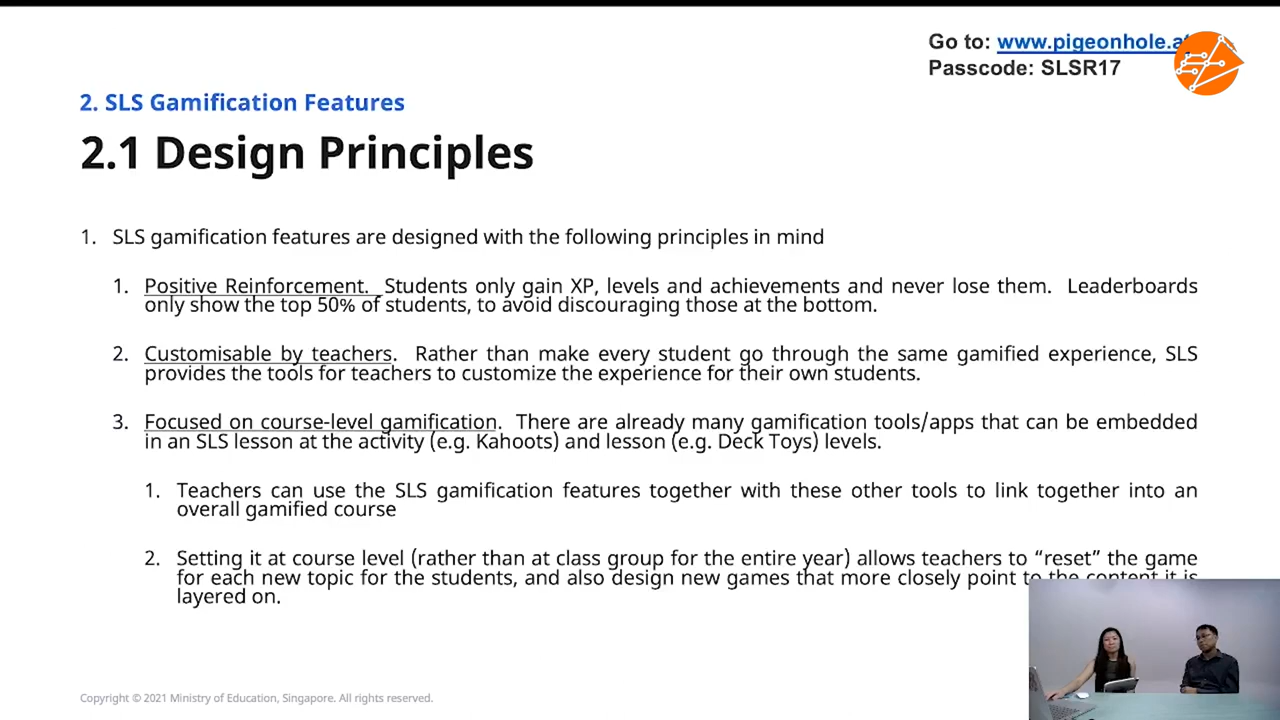 Go to: www.pigeonhole.at
Passcode: SLSR17
2. SLS Gamification Features
2.1 Design Principles
1. SLS gamification features are designed with the following principles in mind
1. Positive Reinforcement. Students only gain XP, levels and achievements and never lose them. Leaderboards
only show the top 50% of students, to avoid discouraging those at the bottom.
2. Customisable by teachers. Rather than make every student go through the same gamified experience, SLS
provides the tools for teachers to customize the experience for their own students.
3. Focused on course-level gamification. There are already many gamification tools/apps that can be embedded
in an SLS lesson at the activity (e.g. Kahoots) and lesson (e.g. Deck Toys) levels.
1. Teachers can use the SLS gamification features together with these other tools to link together into an
overall gamified course
2. Setting it at course level (rather than at class group for the entire year) allows teachers to “reset” the game
for each new topic for the students, and also design new games that more closely point to the content it is
layered on.
Copyright © 2021 Ministry of Education, Singapore. All rights reserved.